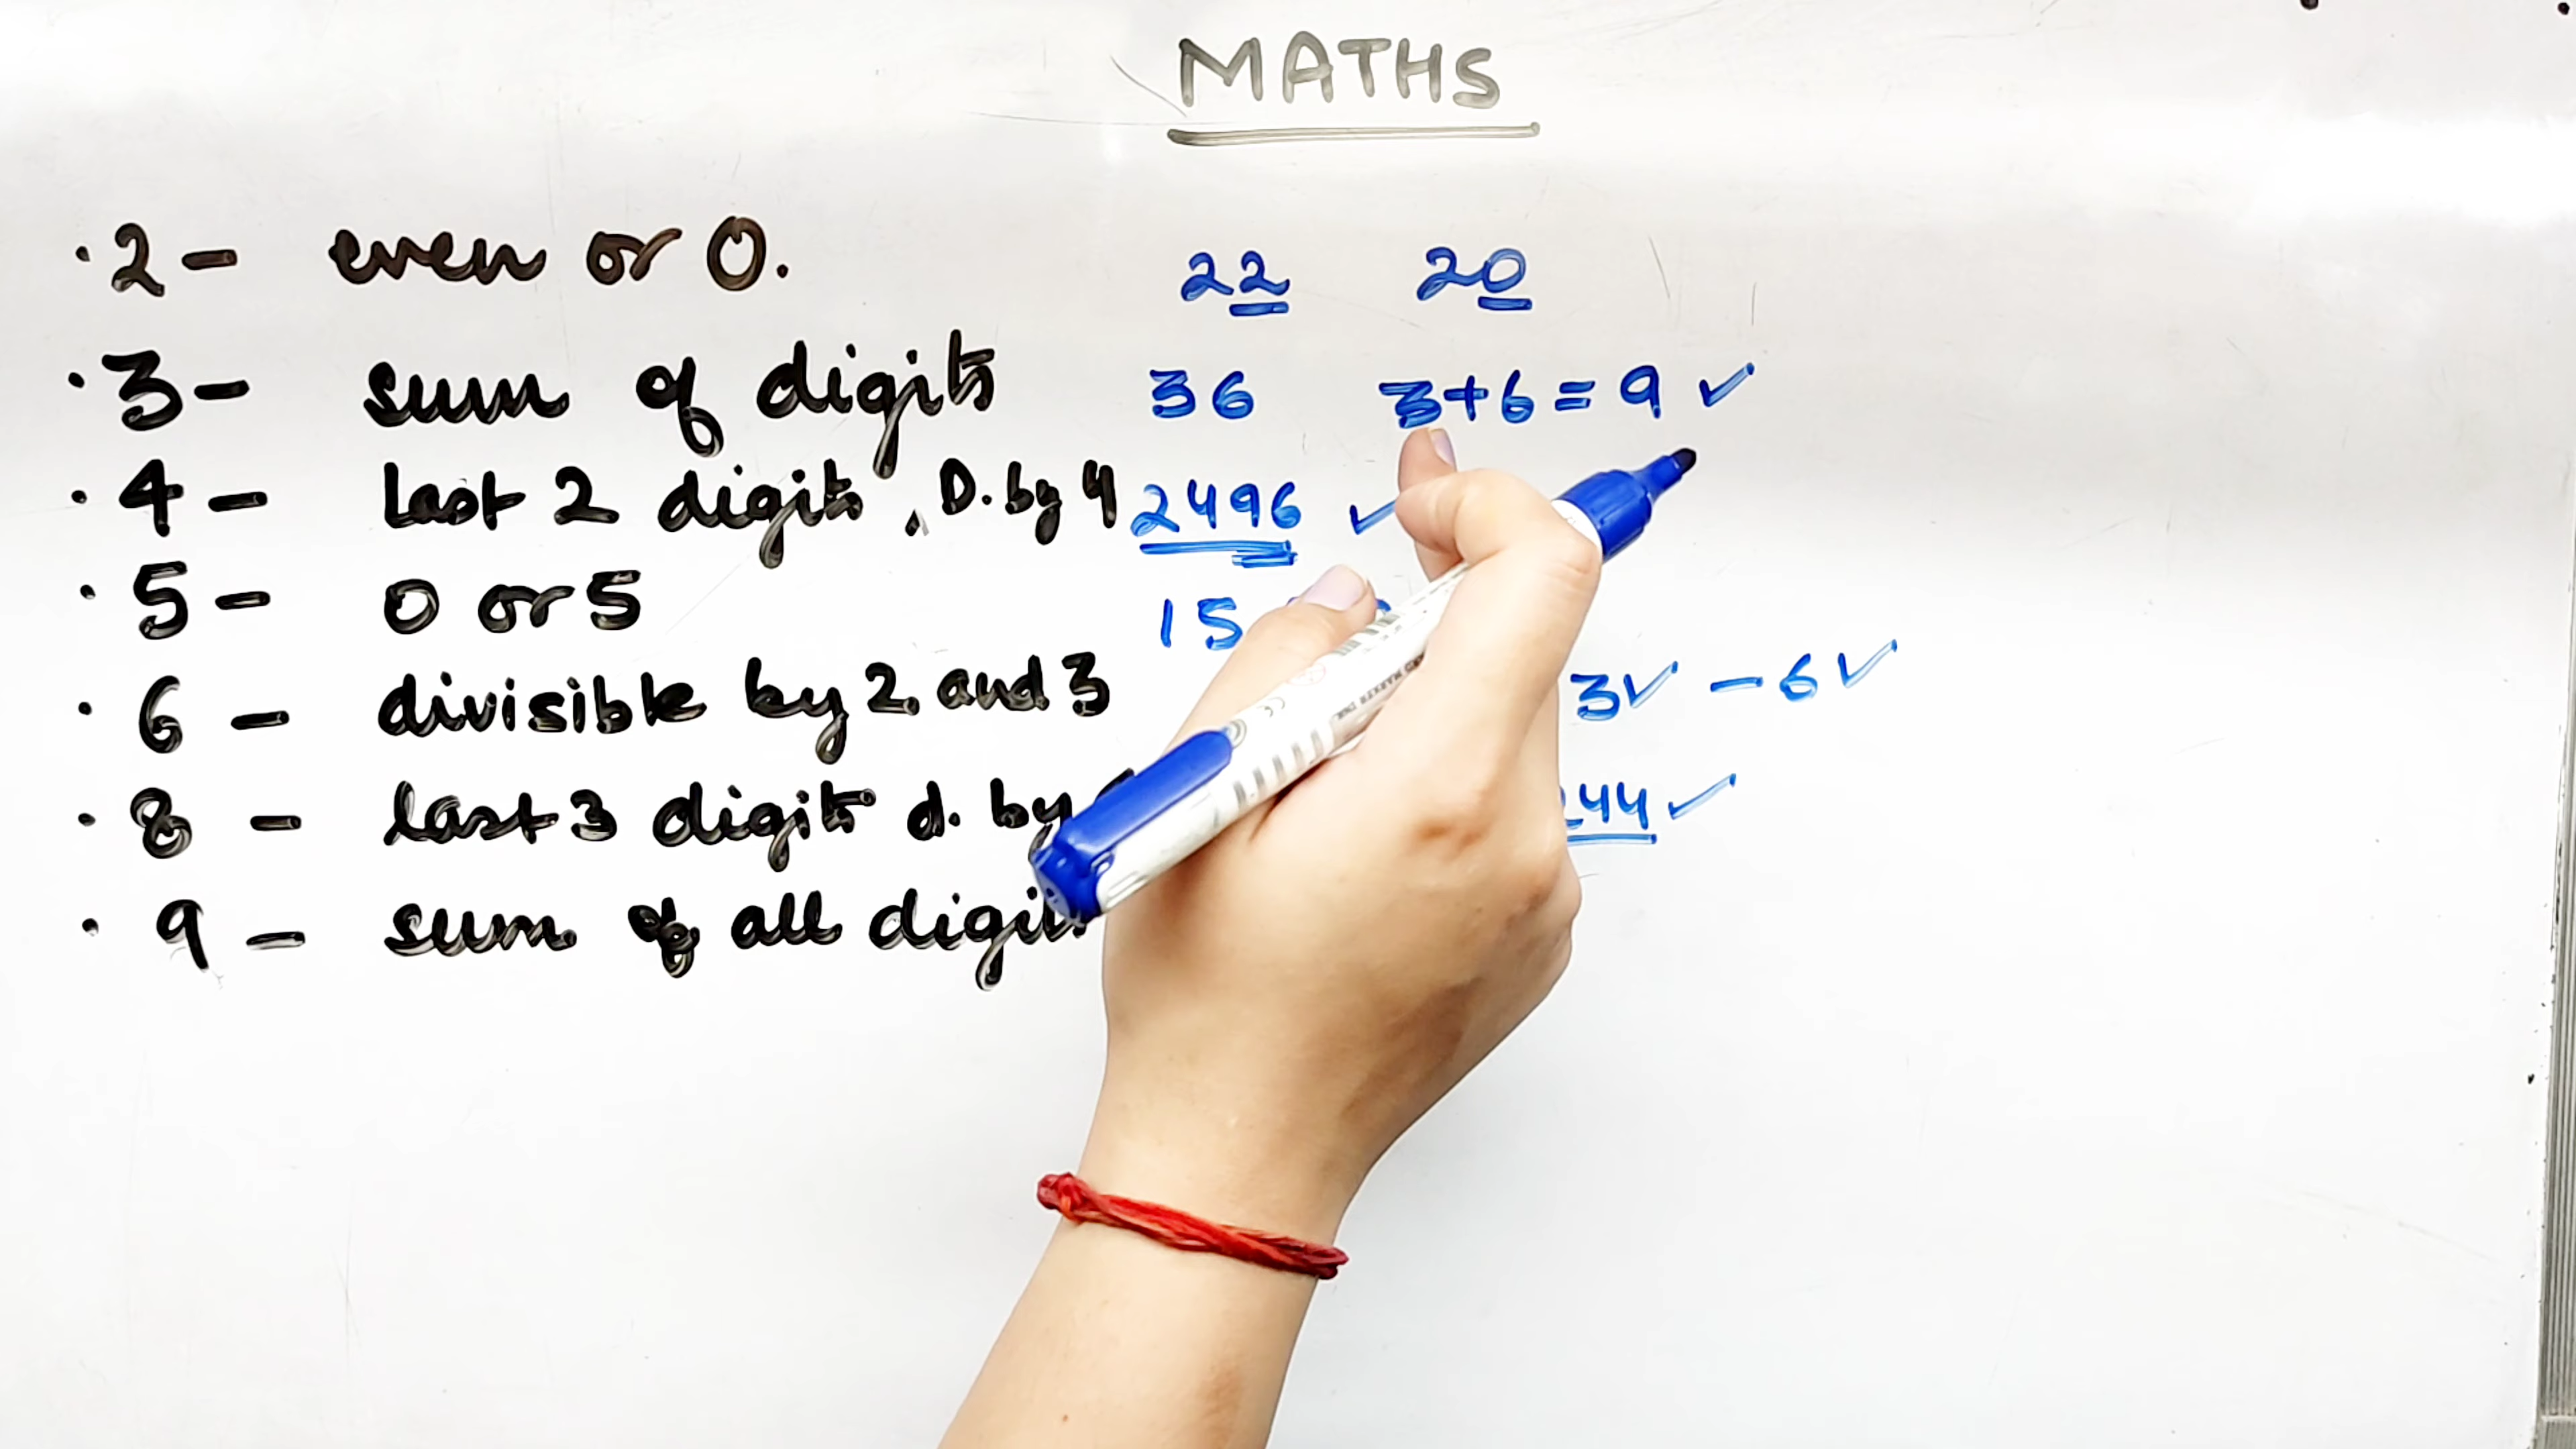 MATHS
· 2 - even or 0. 22 20
· 3 - sum of digits 36 3+6=9 ✓
· 4 - last 2 digits, D. by 4 2496 ✓
· 5 - 0 or 5 15
· 6 - divisible by 2 and 3 3✓ - 6✓
· 8 - last 3 digits d. by 244 ✓
· 9 - sum of all digits